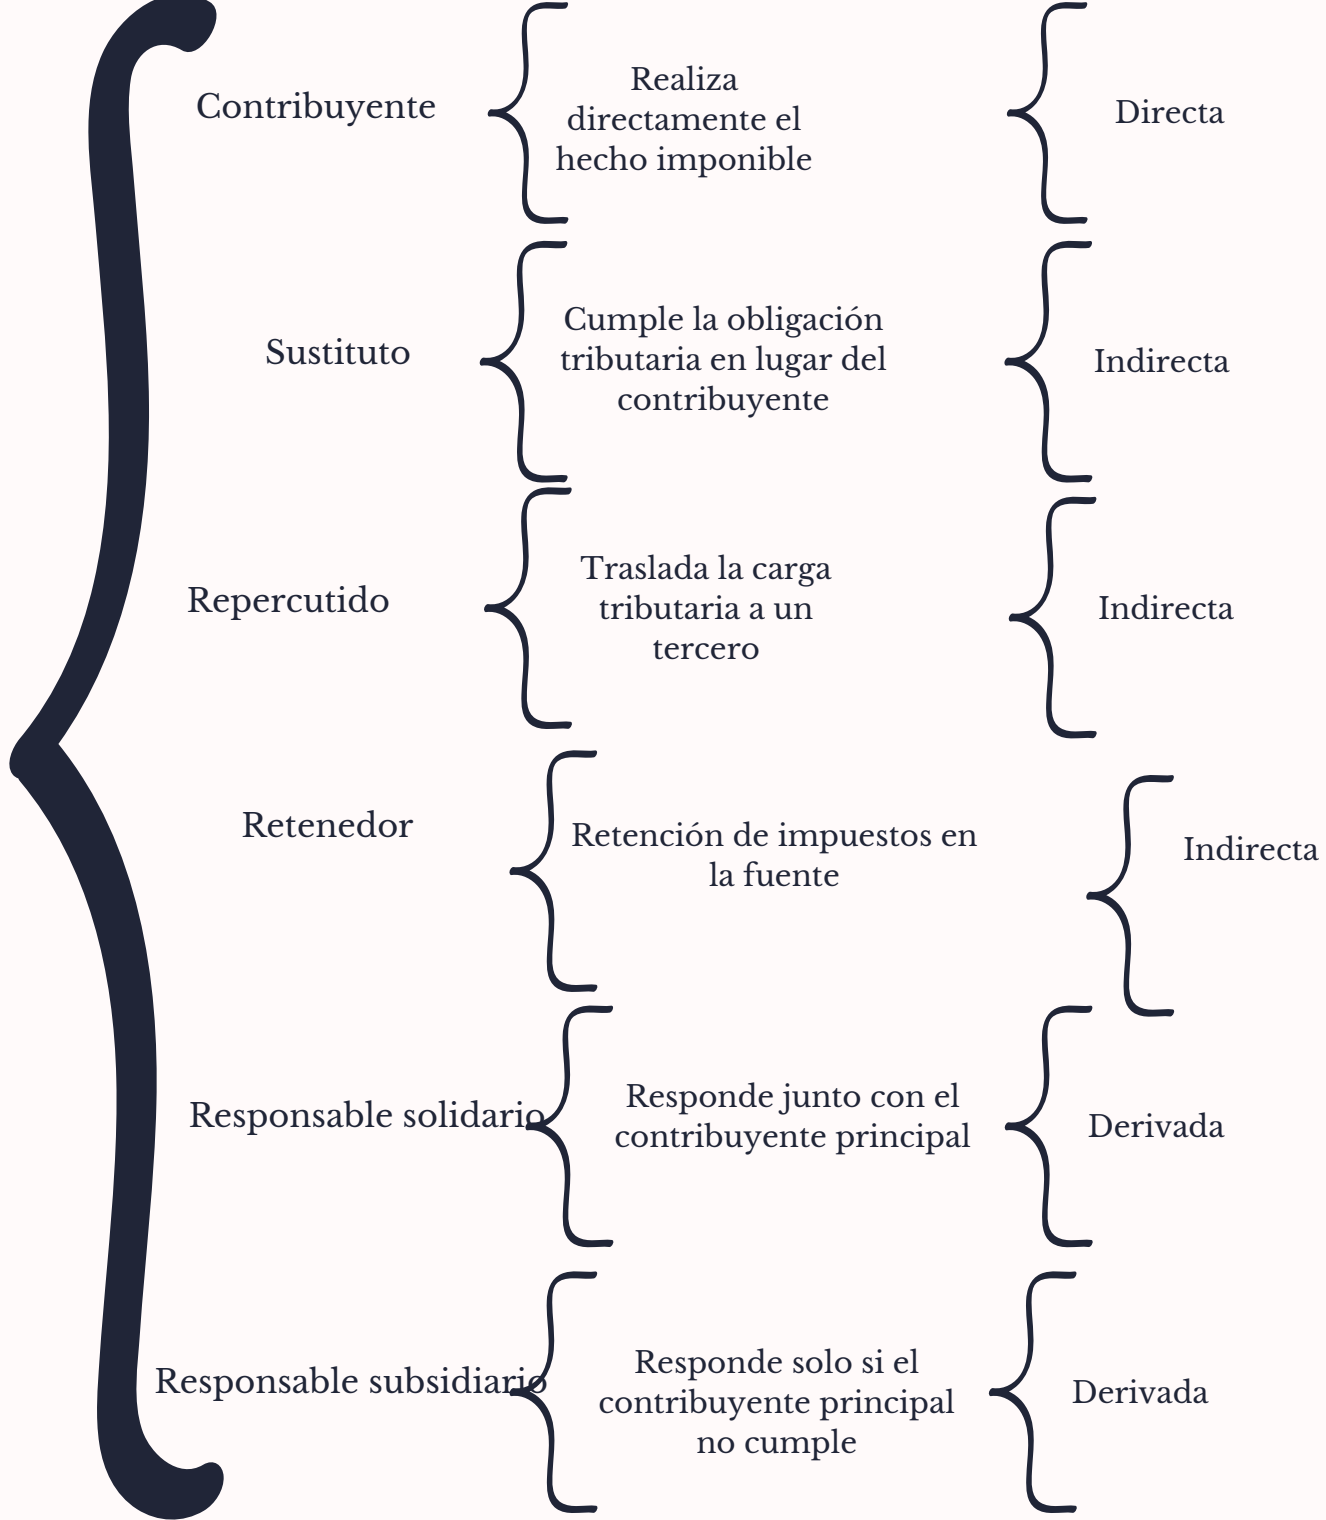 Contribuyente
Realiza
directamente el
hecho imponible
Directa
Sustituto
Cumple la obligación
tributaria en lugar del
contribuyente
Indirecta
Repercutido
Traslada la carga
tributaria a un
tercero
Indirecta
Retenedor
Retención de impuestos en
la fuente
Indirecta
Responsable solidario
Responde junto con el
contribuyente principal
Derivada
Responsable subsidiario
Responde solo si el
contribuyente principal
no cumple
Derivada